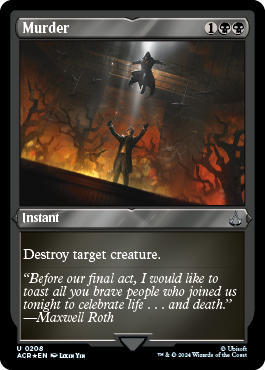 Murder 1
Instant
Destroy target creature.
“Before our final act, I would like to
toast all you brave people who joined us
tonight to celebrate life . . . and death.”
—Maxwell Roth
U 0208
ACR★EN Lixin Yin
© Ubisoft
™ & © 2024 Wizards of the Coast